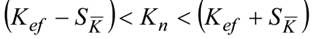 (K_ef − S_K̅) < K_n < (K_ef + S_K̅)